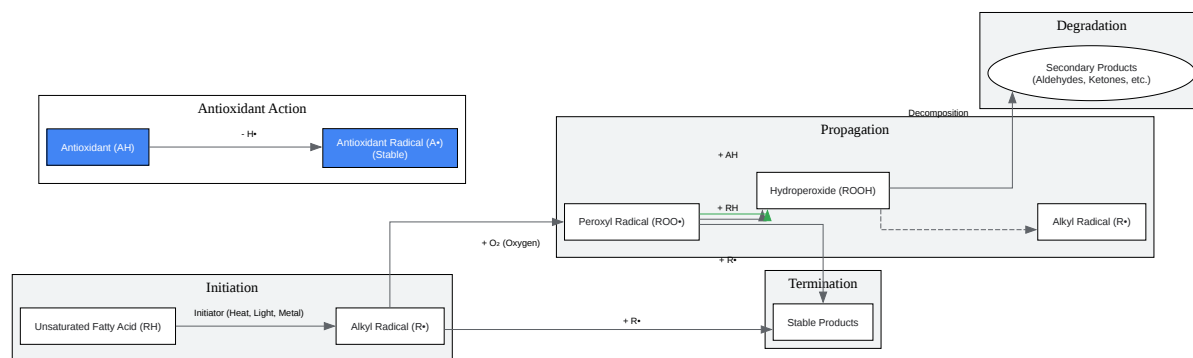 Degradation
Secondary Products
(Aldehydes, Ketones, etc.)
Antioxidant Action
Antioxidant (AH)
- H•
Antioxidant Radical (A•)
(Stable)
Decomposition
Propagation
+ AH
Hydroperoxide (ROOH)
+ RH
Peroxyl Radical (ROO•)
Alkyl Radical (R•)
+ O₂ (Oxygen)
+ R•
Initiation
Unsaturated Fatty Acid (RH)
Initiator (Heat, Light, Metal)
Alkyl Radical (R•)
+ R•
Termination
Stable Products